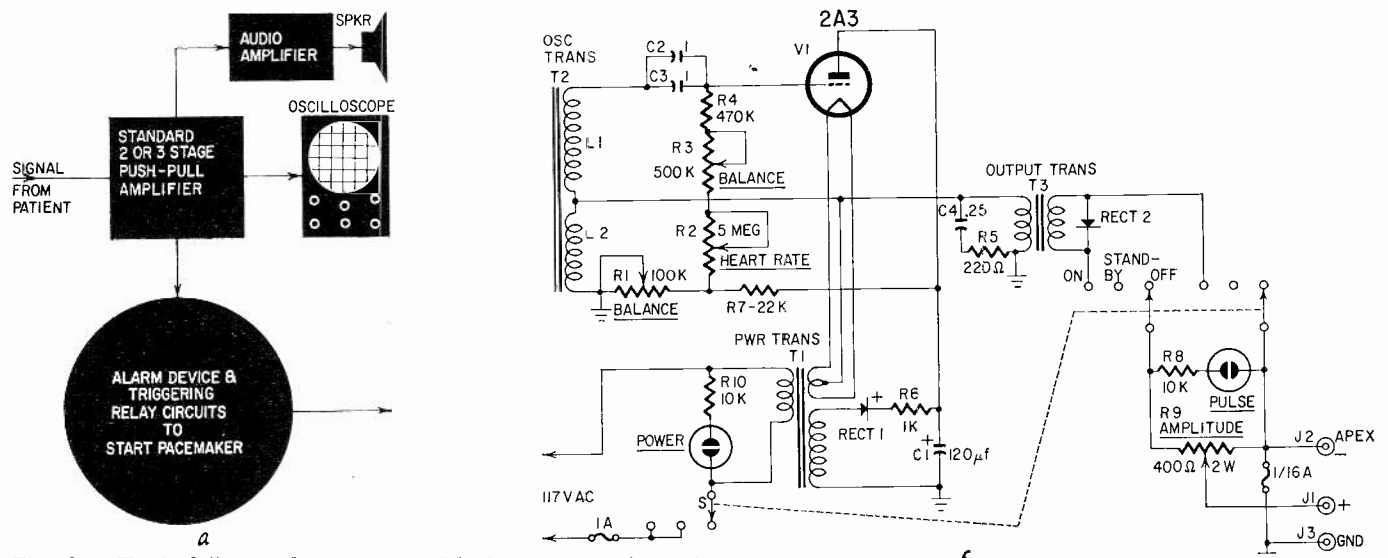 SPKR
AUDIO
AMPLIFIER
OSCILLOSCOPE
STANDARD
2 OR 3 STAGE
PUSH-PULL
AMPLIFIER
SIGNAL
FROM
PATIENT
ALARM DEVICE &
TRIGGERING
RELAY CIRCUITS
TO
START PACEMAKER
a
2A3
V1
OSC
TRANS
T2
C2 1
C3 1
R4
470K
L1
R3
500K
BALANCE
L2
R2 5 MEG
HEART RATE
R1 100K
BALANCE
R7-22K
OUTPUT TRANS
T3
C4 .25
R5
220Ω
RECT 2
ON
STAND-
BY
OFF
PWR TRANS
T1
R10
10K
POWER
RECT 1
+
R6
1K
+
C1 120μf
117VAC
1A
S
R8
10K
PULSE
R9
AMPLITUDE
400Ω 2W
1/16A
J2 APEX
−
J1 +
J3 GND
c